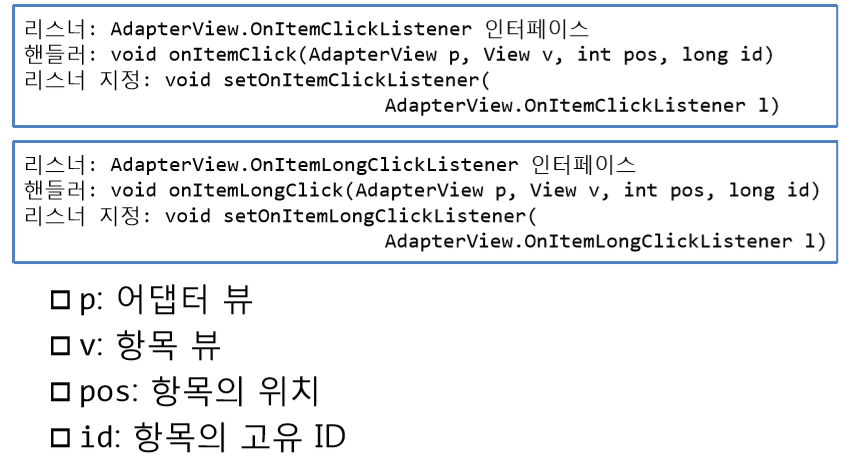 리스너: AdapterView.OnItemClickListener 인터페이스
핸들러: void onItemClick(AdapterView p, View v, int pos, long id)
리스너 지정: void setOnItemClickListener(
AdapterView.OnItemClickListener l)
리스너: AdapterView.OnItemLongClickListener 인터페이스
핸들러: void onItemLongClick(AdapterView p, View v, int pos, long id)
리스너 지정: void setOnItemLongClickListener(
AdapterView.OnItemLongClickListener l)
p: 어댑터 뷰
v: 항목 뷰
pos: 항목의 위치
id: 항목의 고유 ID